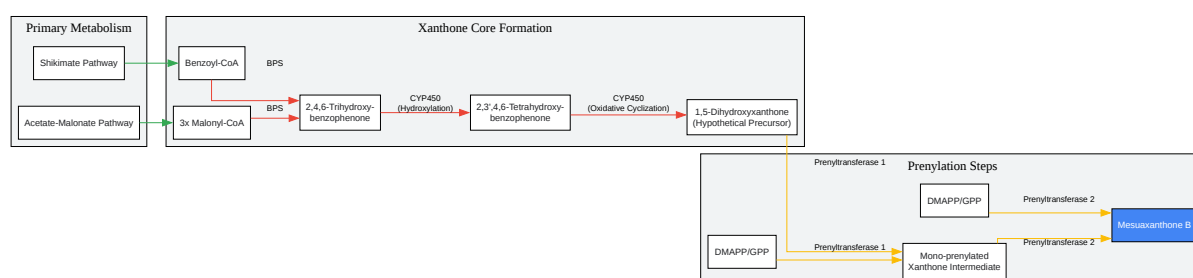 Primary Metabolism
Xanthone Core Formation
Shikimate Pathway
Benzoyl-CoA
BPS
Acetate-Malonate Pathway
3x Malonyl-CoA
BPS
2,4,6-Trihydroxy-
benzophenone
CYP450
(Hydroxylation)
2,3',4,6-Tetrahydroxy-
benzophenone
CYP450
(Oxidative Cyclization)
1,5-Dihydroxyxanthone
(Hypothetical Precursor)
Prenyltransferase 1
Prenylation Steps
DMAPP/GPP
Prenyltransferase 2
Mesuaxanthone B
DMAPP/GPP
Prenyltransferase 1
Mono-prenylated
Xanthone Intermediate
Prenyltransferase 2